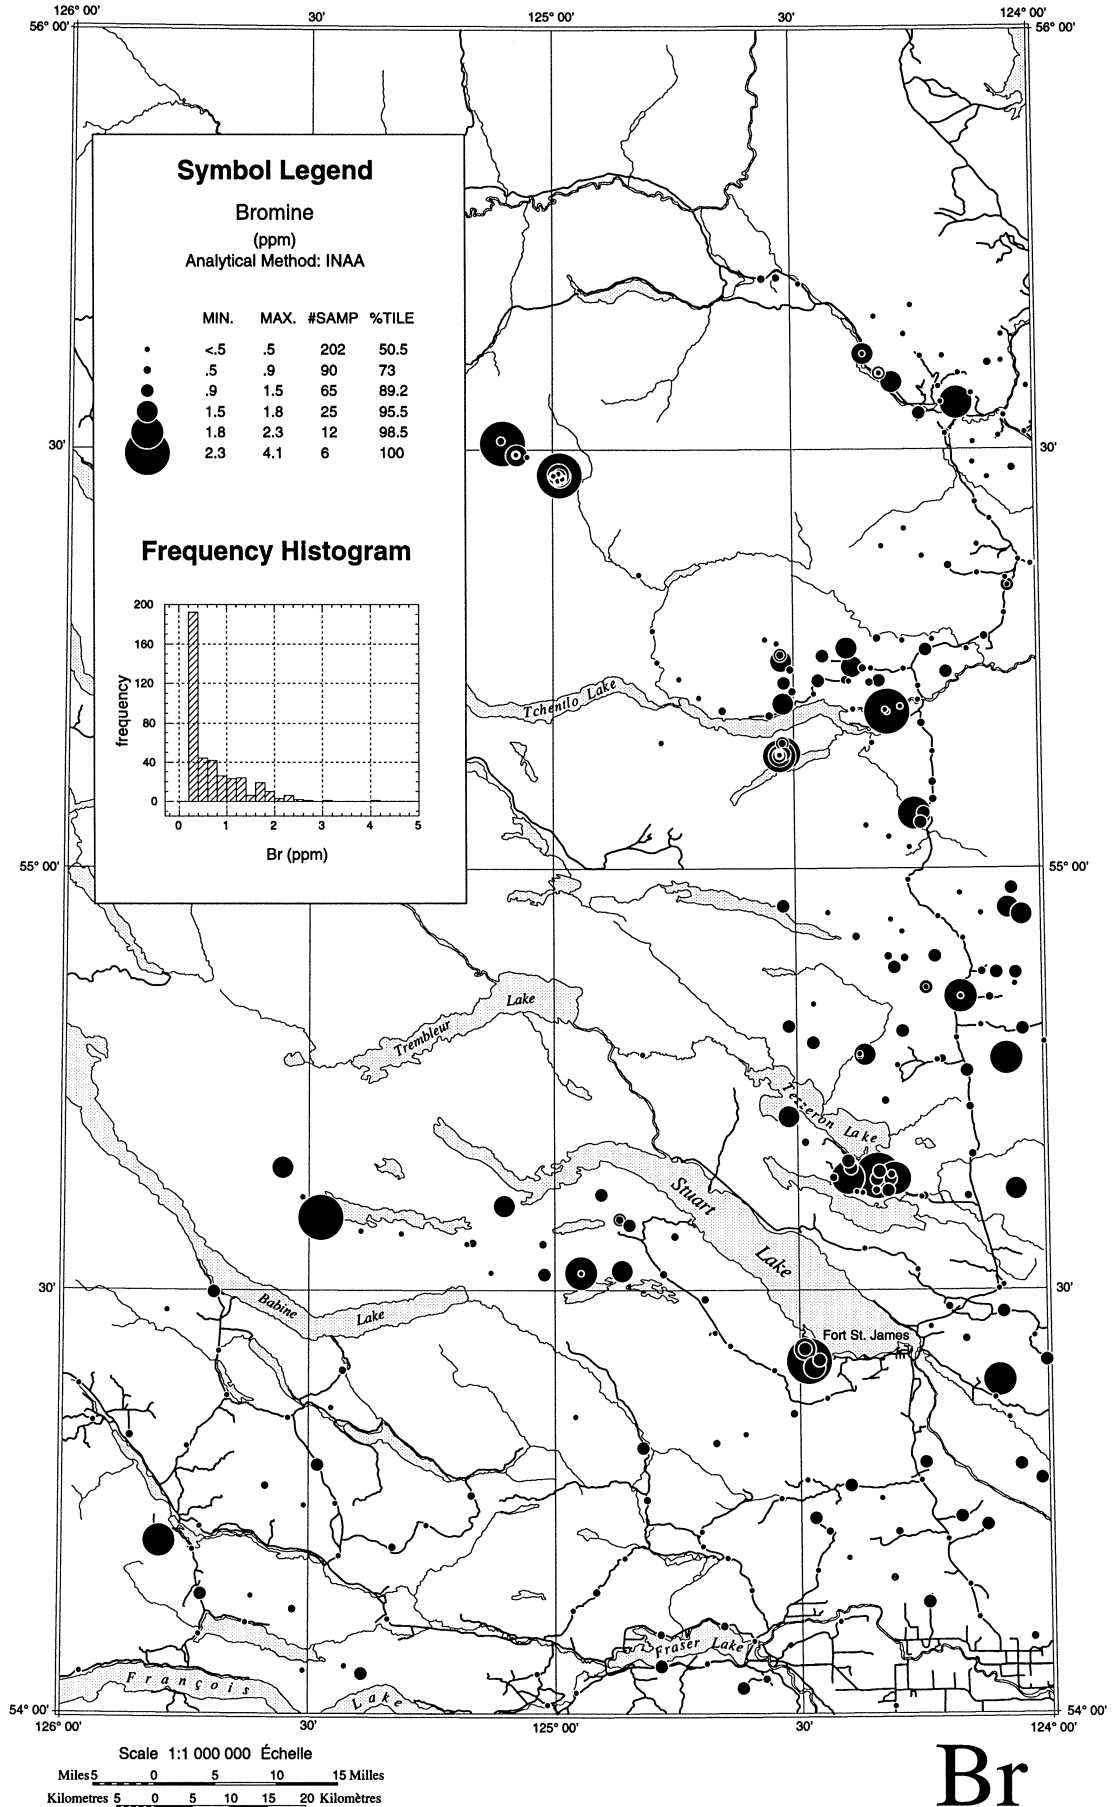 126° 00' 30' 125° 00' 30' 124° 00'
56° 00' 56° 00'
Symbol Legend
Bromine
(ppm)
Analytical Method: INAA
MIN. MAX. #SAMP %TILE
<.5 .5 202 50.5
.5 .9 90 73
.9 1.5 65 89.2
1.5 1.8 25 95.5
1.8 2.3 12 98.5
2.3 4.1 6 100
30' 30'
Frequency Histogram
200
160
120
80
40
0
frequency
0 1 2 3 4 5
Br (ppm)
Tchentlo Lake
55° 00' 55° 00'
Trembleur Lake
Tezzeron Lake
Stuart Lake
30' 30'
Babine Lake
Fort St. James
Fraser Lake
François Lake
54° 00' 54° 00'
126° 00' 30' 125° 00' 30' 124° 00'
Scale 1:1 000 000 Échelle
Miles 5 0 5 10 15 Milles
Kilometres 5 0 5 10 15 20 Kilomètres
Br